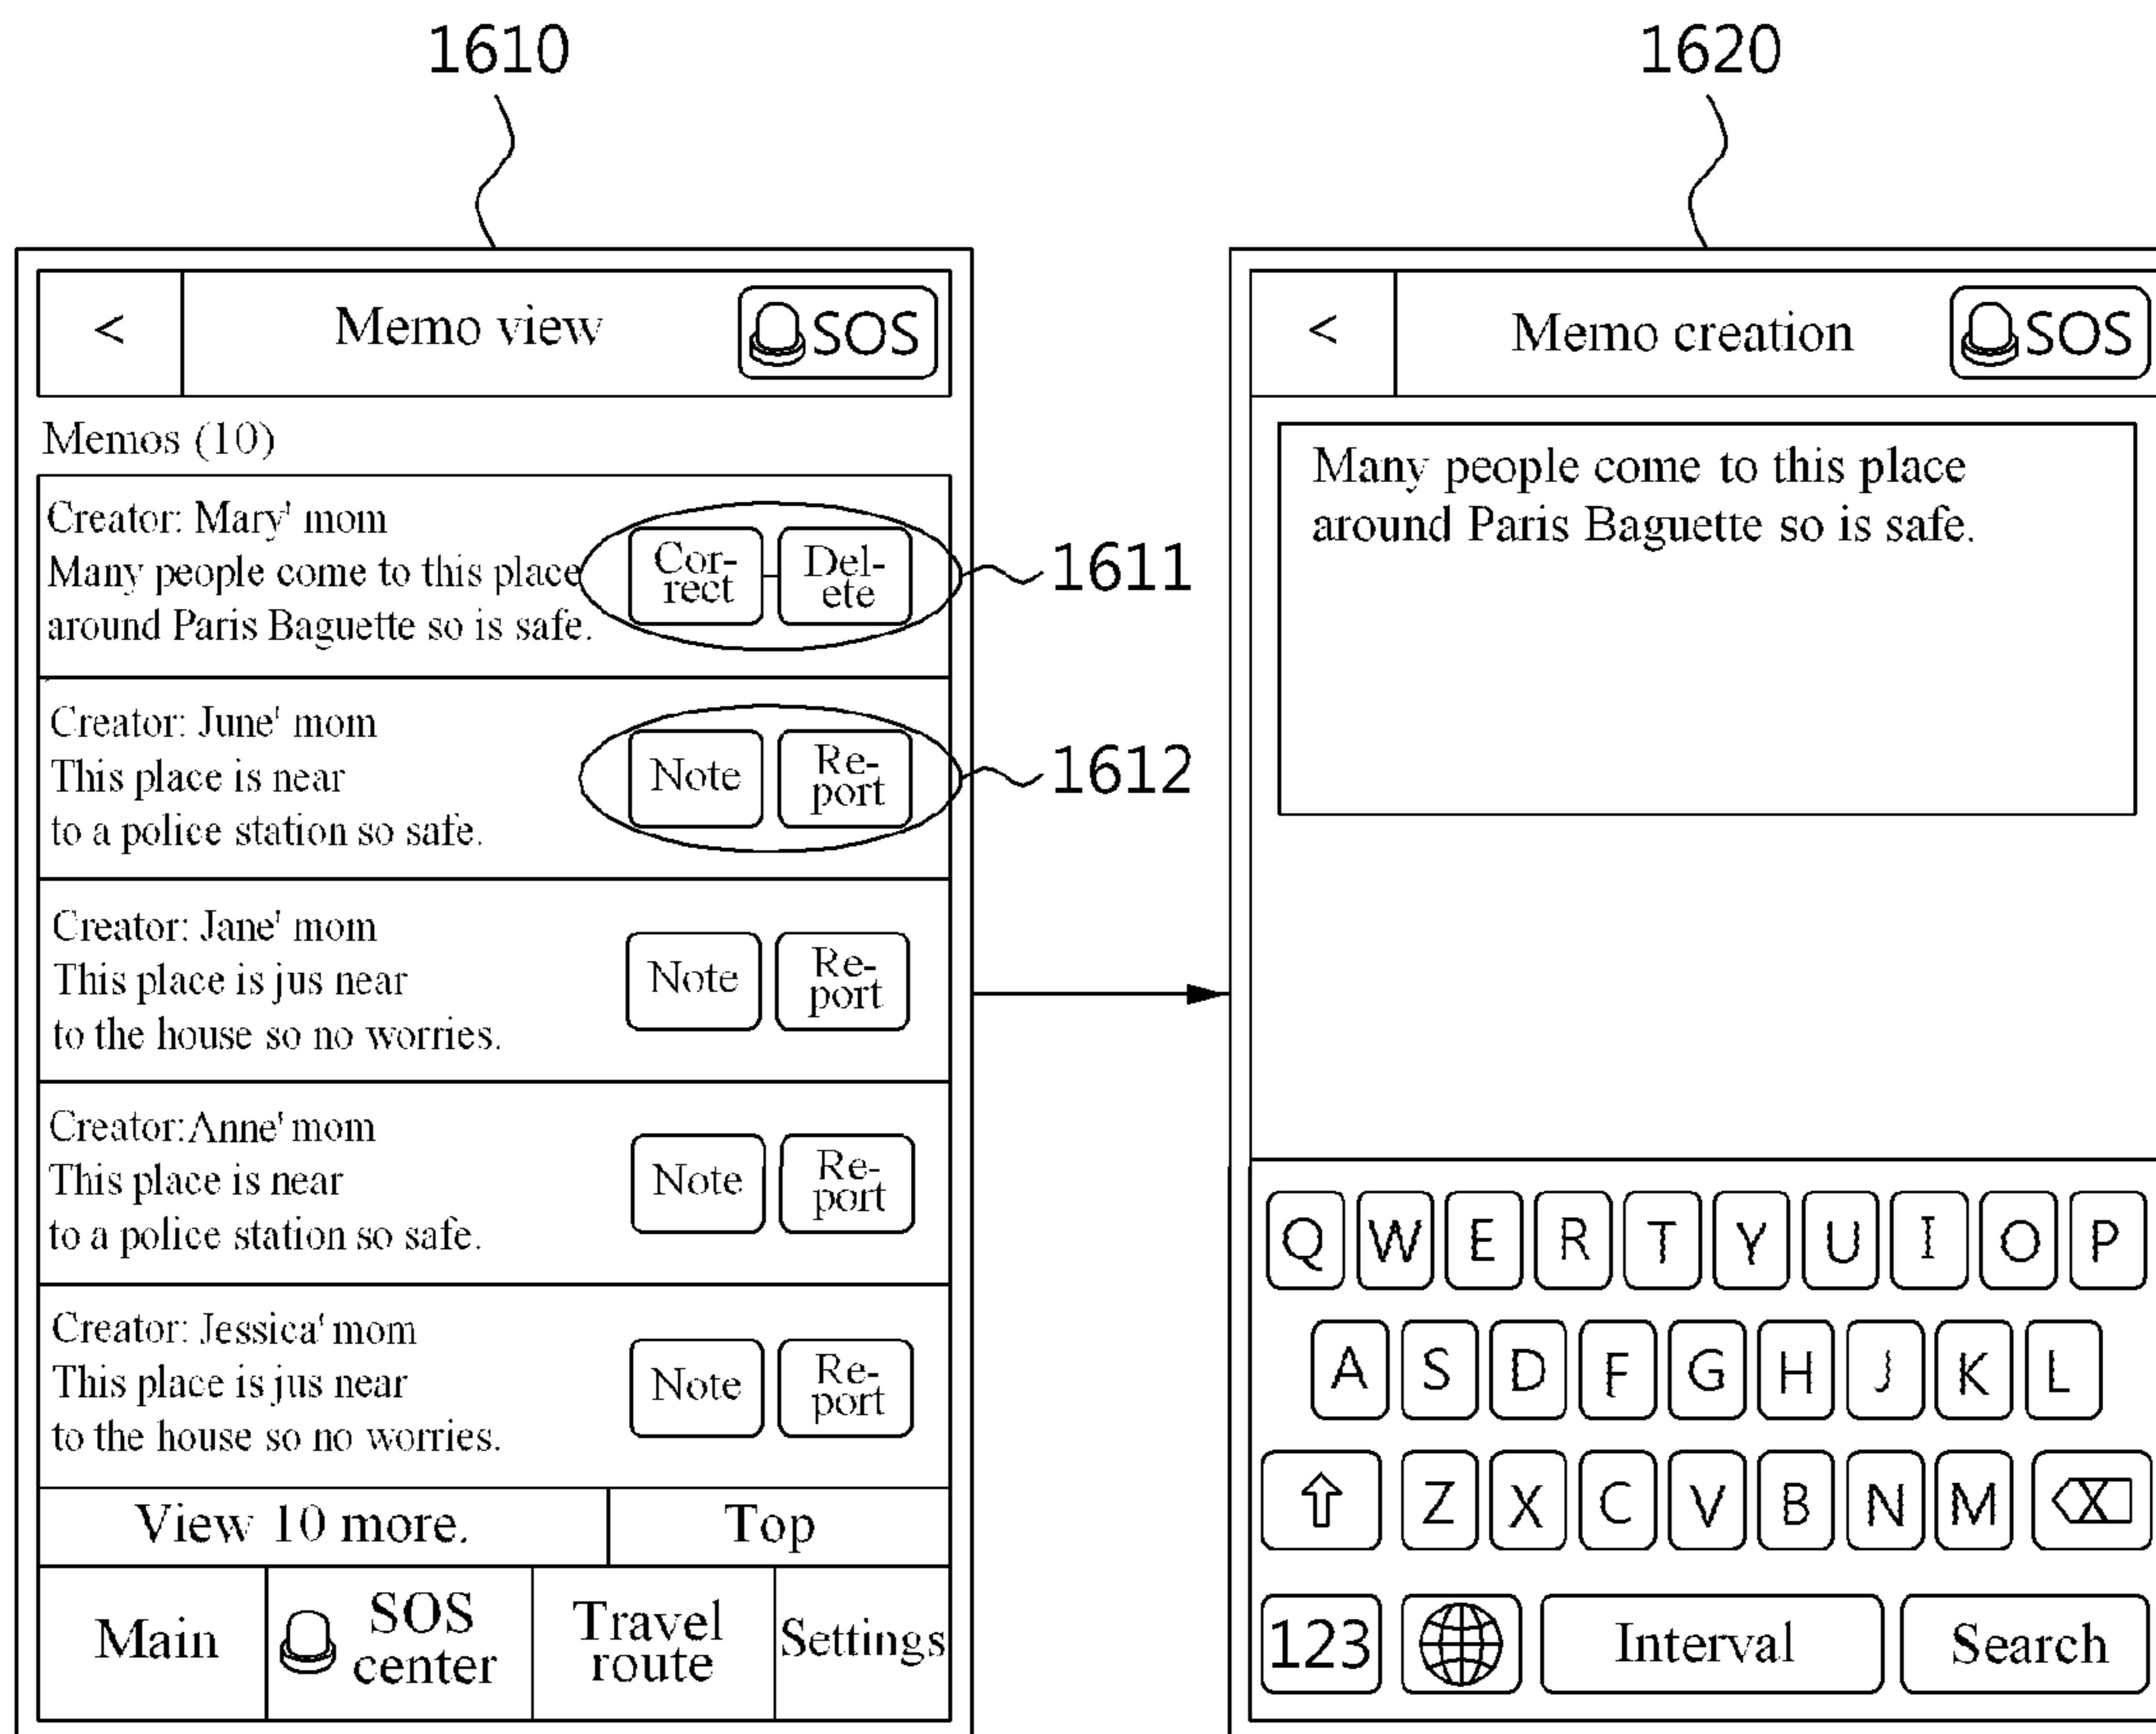 1610
1620
< Memo view SOS
Memos (10)
Creator: Mary' mom
Many people come to this place
around Paris Baguette so is safe.
Cor-
rect
Del-
ete
1611
Creator: June' mom
This place is near
to a police station so safe.
Note
Re-
port
1612
Creator: Jane' mom
This place is jus near
to the house so no worries.
Note
Re-
port
Creator:Anne' mom
This place is near
to a police station so safe.
Note
Re-
port
Creator: Jessica' mom
This place is jus near
to the house so no worries.
Note
Re-
port
View 10 more. Top
Main
SOS
center
Travel
route
Settings
< Memo creation SOS
Many people come to this place
around Paris Baguette so is safe.
Q W E R T Y U I O P
A S D F G H J K L
Z X C V B N M X
123 Interval Search